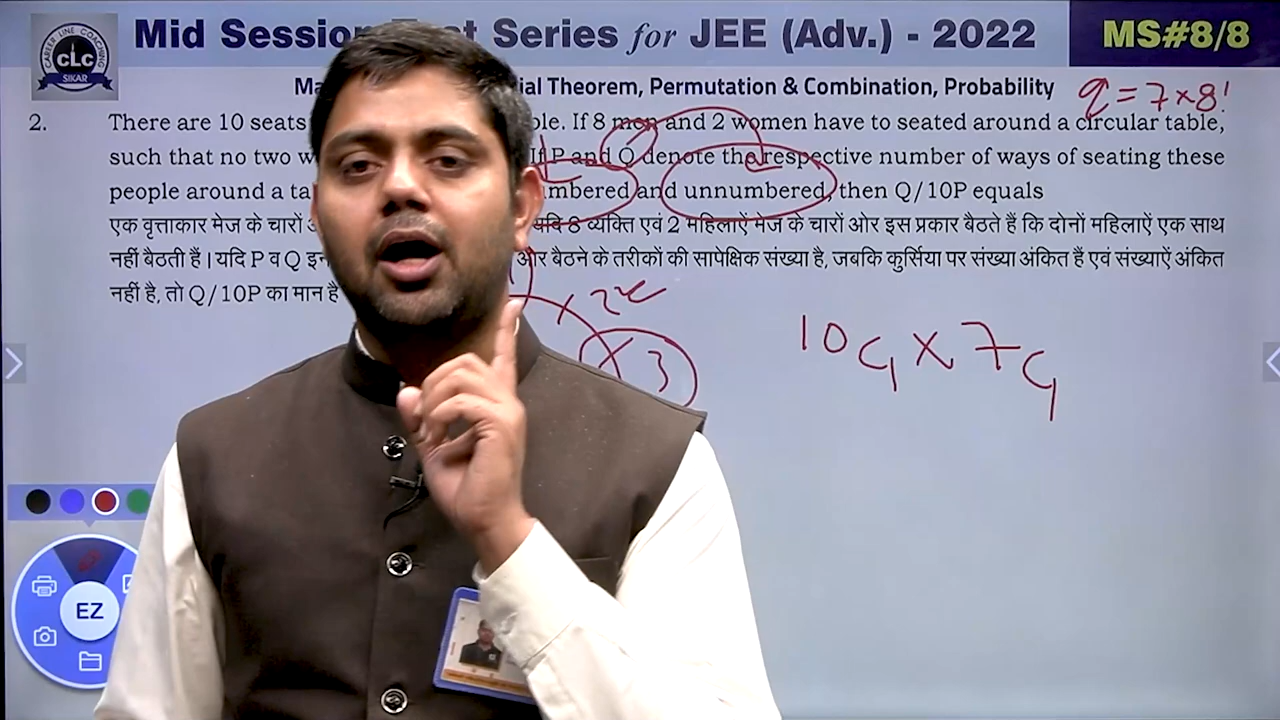 CAREER LINE COACHING
CLC
SIKAR
Mid Session Test Series for JEE (Adv.) - 2022
MS#8/8
Theorem, Permutation & Combination, Probability
q = 7 × 8!
2. There are 10 seats ble. If 8 men and 2 women have to seated around a circular table,
such that no two w If P and Q denote the respective number of ways of seating these
people around a ta mbered and unnumbered, then Q/10P equals
एक वृत्ताकार मेज के चारों यदि 8 व्यक्ति एवं 2 महिलाएँ मेज के चारों ओर इस प्रकार बैठते हैं कि दोनों महिलाएँ एक साथ
नहीं बैठती हैं। यदि P व Q इन और बैठने के तरीकों की सापेक्षिक संख्या है, जबकि कुर्सिया पर संख्या अंकित हैं एवं संख्याएँ अंकित
नहीं है, तो Q/10P का मान है
10C1 × 7C1
× 3
EZ